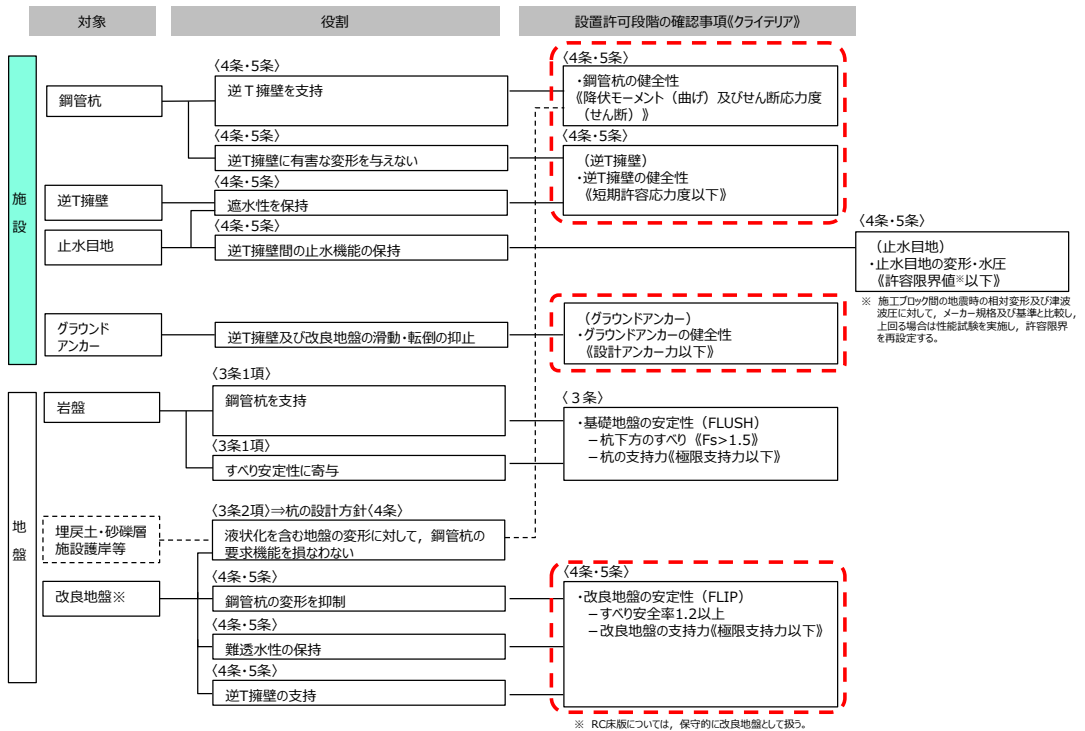 対象
役割
設置許可段階の確認事項《クライテリア》
施設
鋼管杭
〈4条・5条〉
逆T擁壁を支持
〈4条・5条〉
逆T擁壁に有害な変形を与えない
〈4条・5条〉
・鋼管杭の健全性
《降伏モーメント（曲げ）及びせん断応力度
（せん断）》
〈4条・5条〉
（逆T擁壁）
・逆T擁壁の健全性
《短期許容応力度以下》
逆T擁壁
〈4条・5条〉
遮水性を保持
止水目地
〈4条・5条〉
逆T擁壁間の止水機能の保持
〈4条・5条〉
（止水目地）
・止水目地の変形・水圧
《許容限界値※以下》
※ 施工ブロック間の地震時の相対変形及び津波
波圧に対して，メーカー規格及び基準と比較し，
上回る場合は性能試験を実施し，許容限界
を再設定する。
グラウンド
アンカー
逆T擁壁及び改良地盤の滑動・転倒の抑止
（グラウンドアンカー）
・グラウンドアンカーの健全性
《設計アンカー力以下》
地盤
岩盤
〈3条1項〉
鋼管杭を支持
〈3条1項〉
すべり安定性に寄与
〈３条〉
・基礎地盤の安定性（FLUSH）
－杭下方のすべり《Fs>1.5》
－杭の支持力《極限支持力以下》
埋戻土・砂礫層
施設護岸等
〈3条2項〉⇒杭の設計方針〈4条〉
液状化を含む地盤の変形に対して，鋼管杭の
要求機能を損なわない
改良地盤※
〈4条・5条〉
鋼管杭の変形を抑制
〈4条・5条〉
難透水性の保持
〈4条・5条〉
逆T擁壁の支持
〈4条・5条〉
・改良地盤の安定性（FLIP）
－すべり安全率1.2以上
－改良地盤の支持力《極限支持力以下》
※ RC床版については，保守的に改良地盤として扱う。